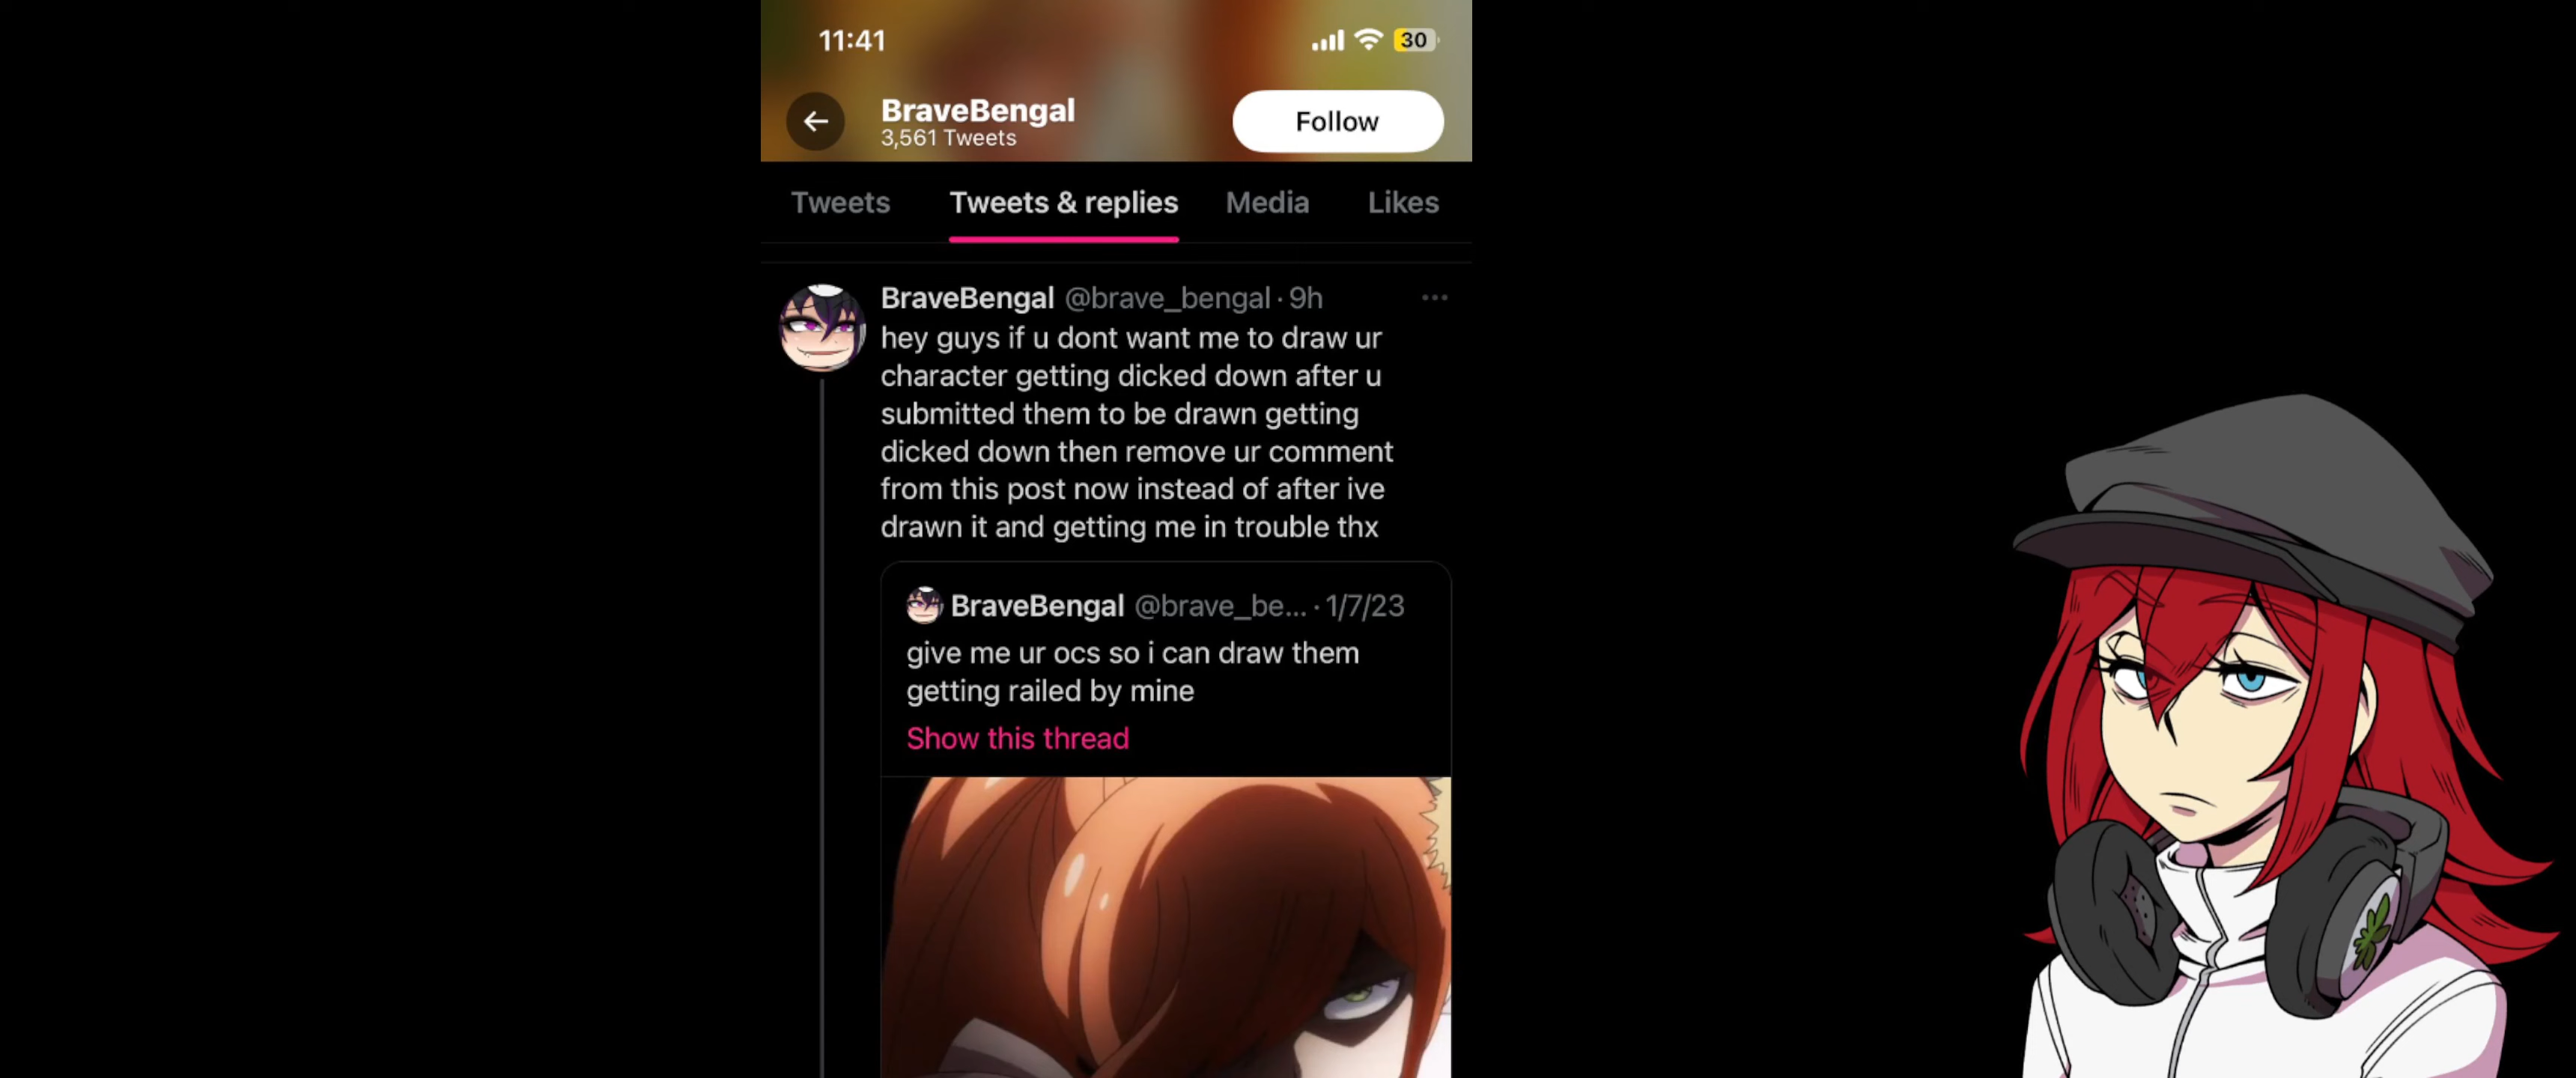 11:41
30
BraveBengal
3,561 Tweets
Follow
Tweets
Tweets & replies
Media
Likes
BraveBengal @brave_bengal · 9h
hey guys if u dont want me to draw ur
character getting dicked down after u
submitted them to be drawn getting
dicked down then remove ur comment
from this post now instead of after ive
drawn it and getting me in trouble thx
BraveBengal @brave_be... · 1/7/23
give me ur ocs so i can draw them
getting railed by mine
Show this thread